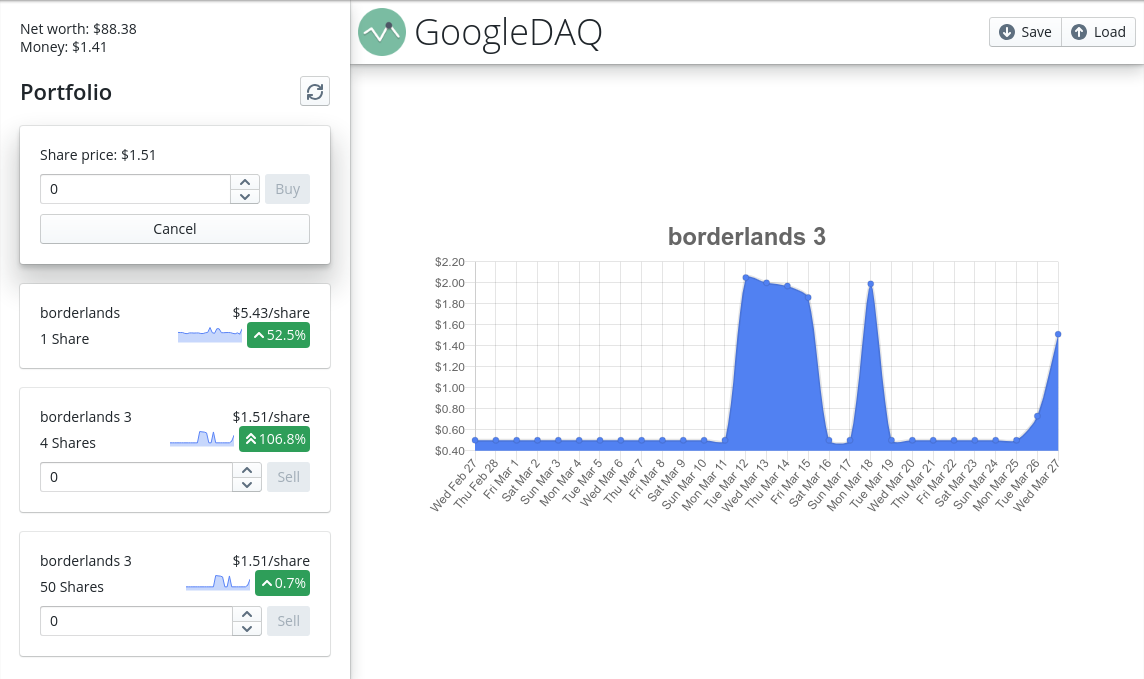 Net worth: $88.38
Money: $1.41
Portfolio
Share price: $1.51
0
Buy
Cancel
borderlands
$5.43/share
1 Share
52.5%
borderlands 3
$1.51/share
4 Shares
106.8%
0
Sell
borderlands 3
$1.51/share
50 Shares
0.7%
0
Sell
GoogleDAQ
Save
Load
borderlands 3
$2.20
$2.00
$1.80
$1.60
$1.40
$1.20
$1.00
$0.80
$0.60
$0.40
Wed Feb 27
Thu Feb 28
Fri Mar 1
Sat Mar 2
Sun Mar 3
Mon Mar 4
Tue Mar 5
Wed Mar 6
Thu Mar 7
Fri Mar 8
Sat Mar 9
Sun Mar 10
Mon Mar 11
Tue Mar 12
Wed Mar 13
Thu Mar 14
Fri Mar 15
Sat Mar 16
Sun Mar 17
Mon Mar 18
Tue Mar 19
Wed Mar 20
Thu Mar 21
Fri Mar 22
Sat Mar 23
Sun Mar 24
Mon Mar 25
Tue Mar 26
Wed Mar 27